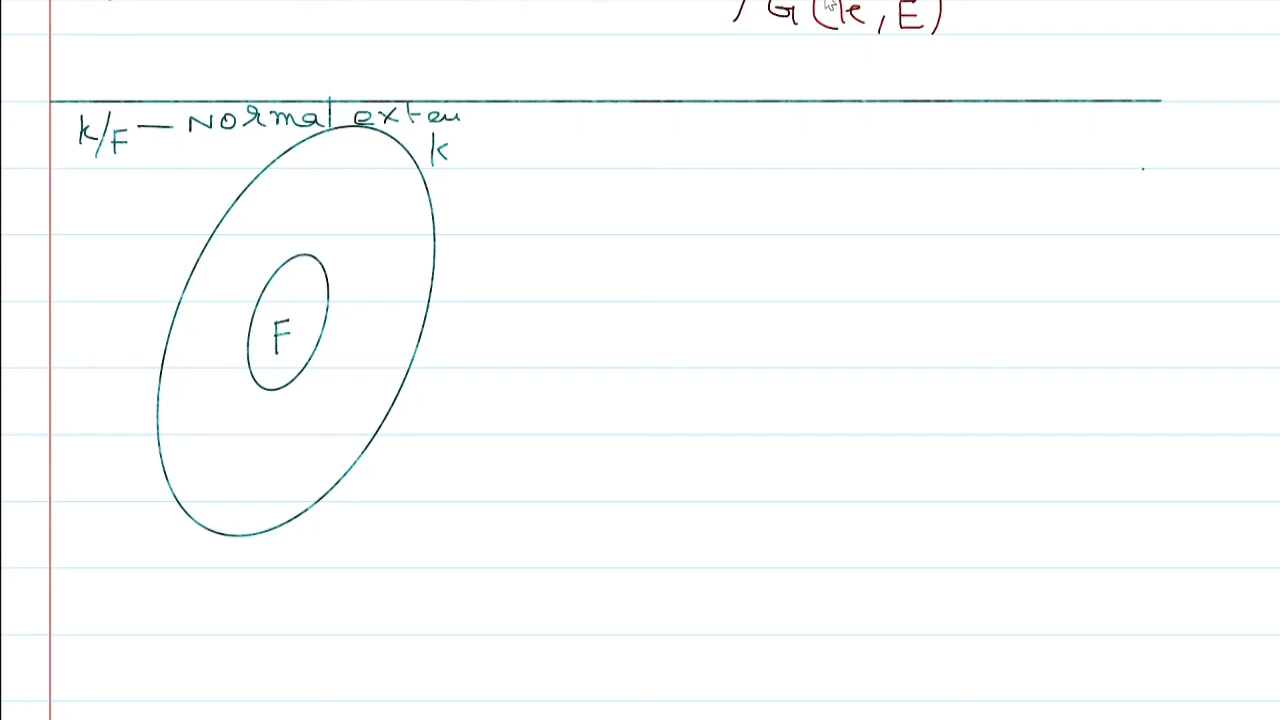 / G(k, E)
k/F — Normal exten
k
F